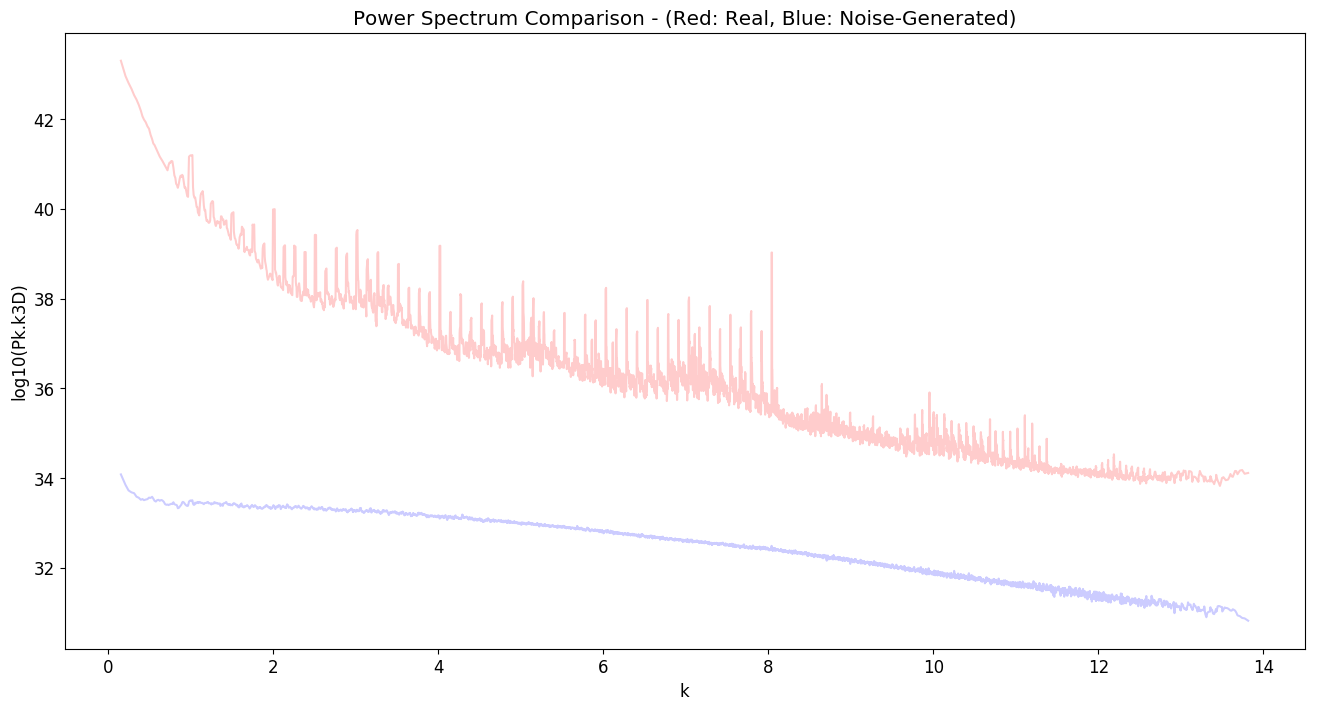 Power Spectrum Comparison - (Red: Real, Blue: Noise-Generated)
log10(Pk.k3D)
42
40
38
36
34
32
0 2 4 6 8 10 12 14
k